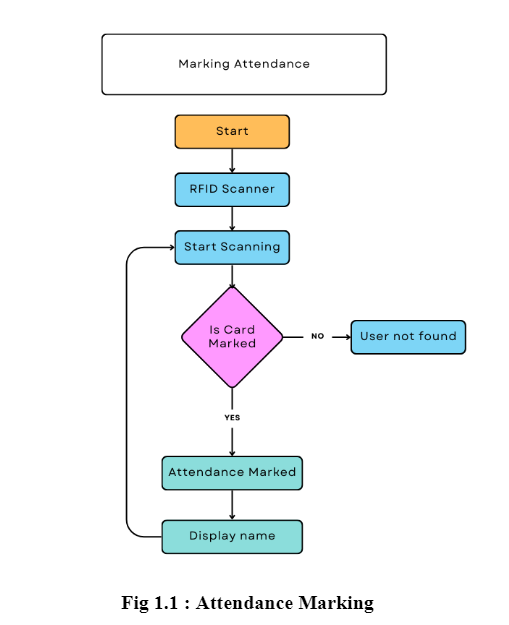 Marking Attendance
Start
RFID Scanner
Start Scanning
Is Card
Marked
NO
User not found
YES
Attendance Marked
Display name
Fig 1.1 : Attendance Marking